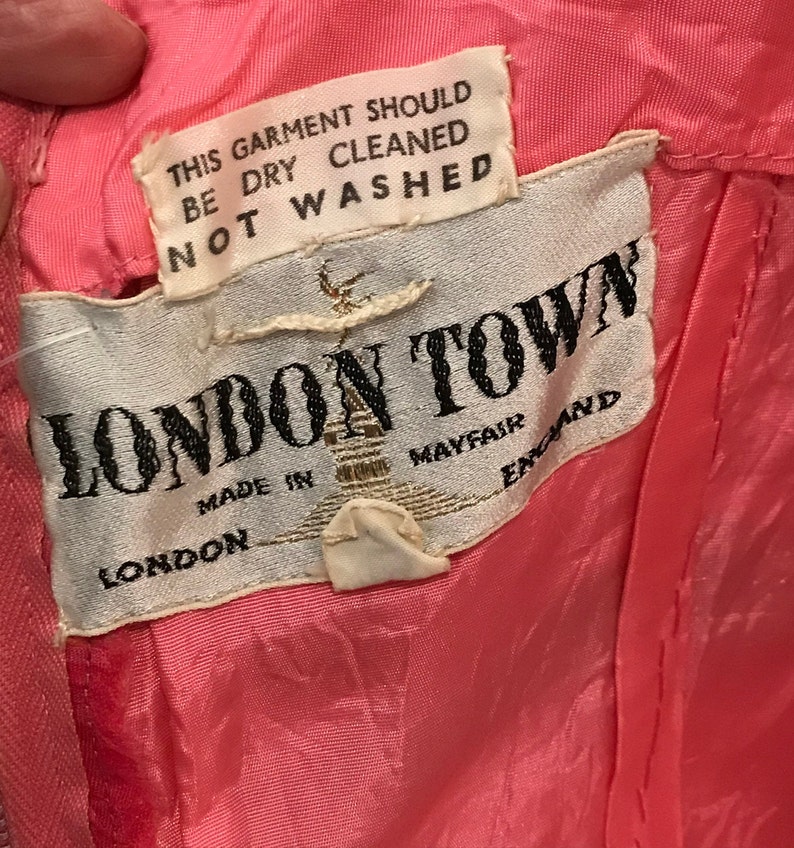 THIS GARMENT SHOULD
BE DRY CLEANED
NOT WASHED
LONDON TOWN
MADE IN MAYFAIR
LONDON ENGLAND